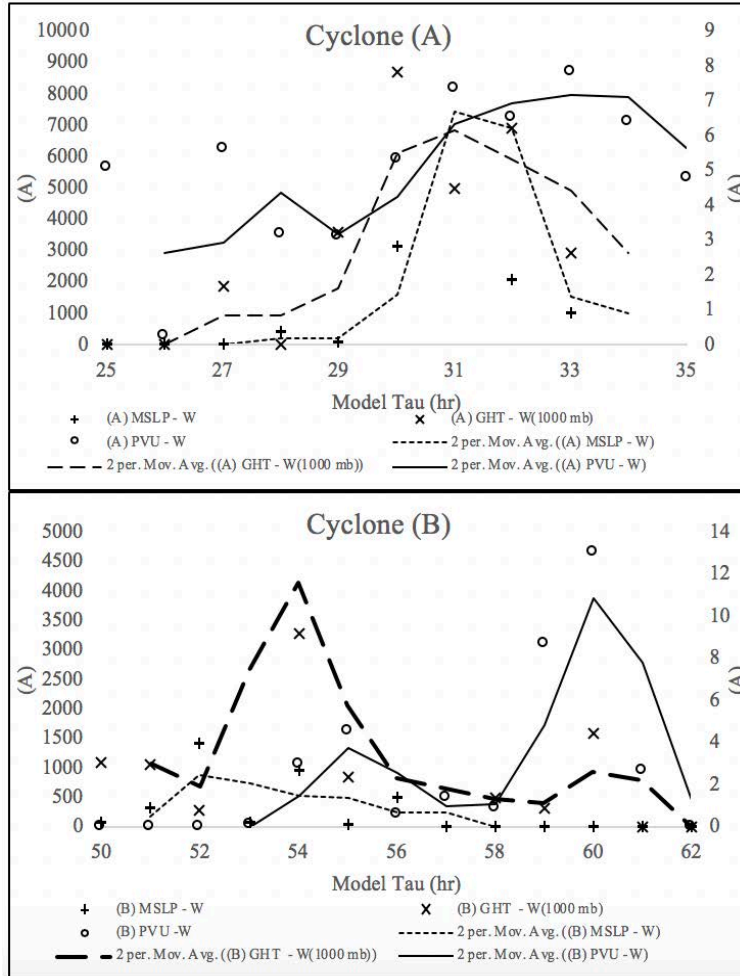 Cyclone (A)
10000
9000
8000
7000
6000
5000
4000
3000
2000
1000
0
(A)
9
8
7
6
5
4
3
2
1
0
(A)
25 27 29 31 33 35
Model Tau (hr)
(A) MSLP - W (A) GHT - W(1000 mb)
(A) PVU - W 2 per. Mov. Avg. ((A) MSLP - W)
2 per. Mov. Avg. ((A) GHT - W(1000 mb)) 2 per. Mov. Avg. ((A) PVU - W)
Cyclone (B)
5000
4500
4000
3500
3000
2500
2000
1500
1000
500
0
(A)
14
12
10
8
6
4
2
0
(A)
50 52 54 56 58 60 62
Model Tau (hr)
(B) MSLP - W (B) GHT - W(1000 mb)
(B) PVU -W 2 per. Mov. Avg. ((B) MSLP - W)
2 per. Mov. Avg. ((B) GHT - W(1000 mb)) 2 per. Mov. Avg. ((B) PVU -W)